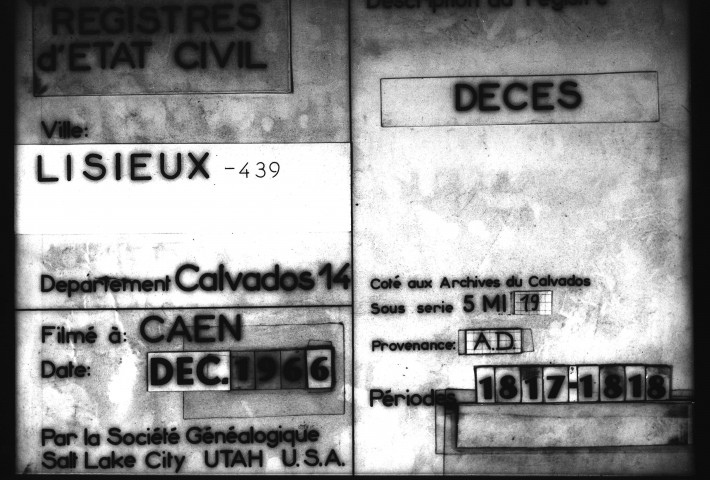 REGISTRES
d'ETAT CIVIL
Ville:
LISIEUX -439
Departement Calvados 14
Filmé à: CAEN
Date: DEC. 1966
Par la Société Généalogique
Salt Lake City UTAH U.S.A.
Description du registre
DECES
Coté aux Archives du Calvados
Sous serie 5 MI 19
Provenance: A.D.
Périodes 1817-1818